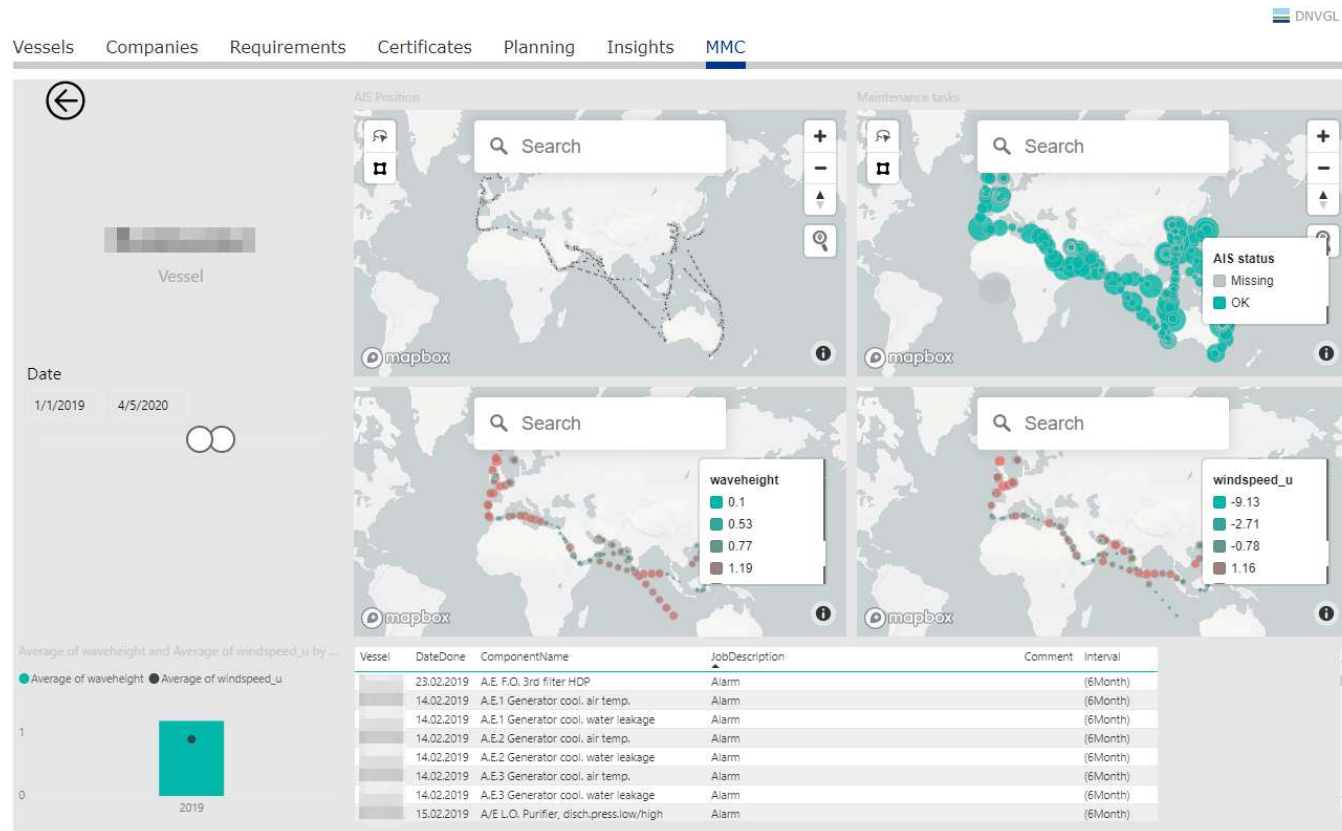 DNVGL
Vessels Companies Requirements Certificates Planning Insights MMC
AIS Position
Maintenance tasks
Search
Search
AIS status
Missing
OK
Vessel
mapbox
mapbox
Date
1/1/2019 4/5/2020
Search
Search
waveheight
0.1
0.53
0.77
1.19
windspeed_u
-9.13
-2.71
-0.78
1.16
mapbox
mapbox
Average of waveheight and Average of windspeed_u by ...
Average of waveheight Average of windspeed_u
1
0
2019
Vessel DateDone ComponentName JobDescription Comment Interval
23.02.2019 A.E. F.O. 3rd filter HDP Alarm (6Month)
14.02.2019 A.E.1 Generator cool. air temp. Alarm (6Month)
14.02.2019 A.E.1 Generator cool. water leakage Alarm (6Month)
14.02.2019 A.E.2 Generator cool. air temp. Alarm (6Month)
14.02.2019 A.E.2 Generator cool. water leakage Alarm (6Month)
14.02.2019 A.E.3 Generator cool. air temp. Alarm (6Month)
14.02.2019 A.E.3 Generator cool. water leakage Alarm (6Month)
15.02.2019 A/E L.O. Purifier, disch.press.low/high Alarm (6Month)